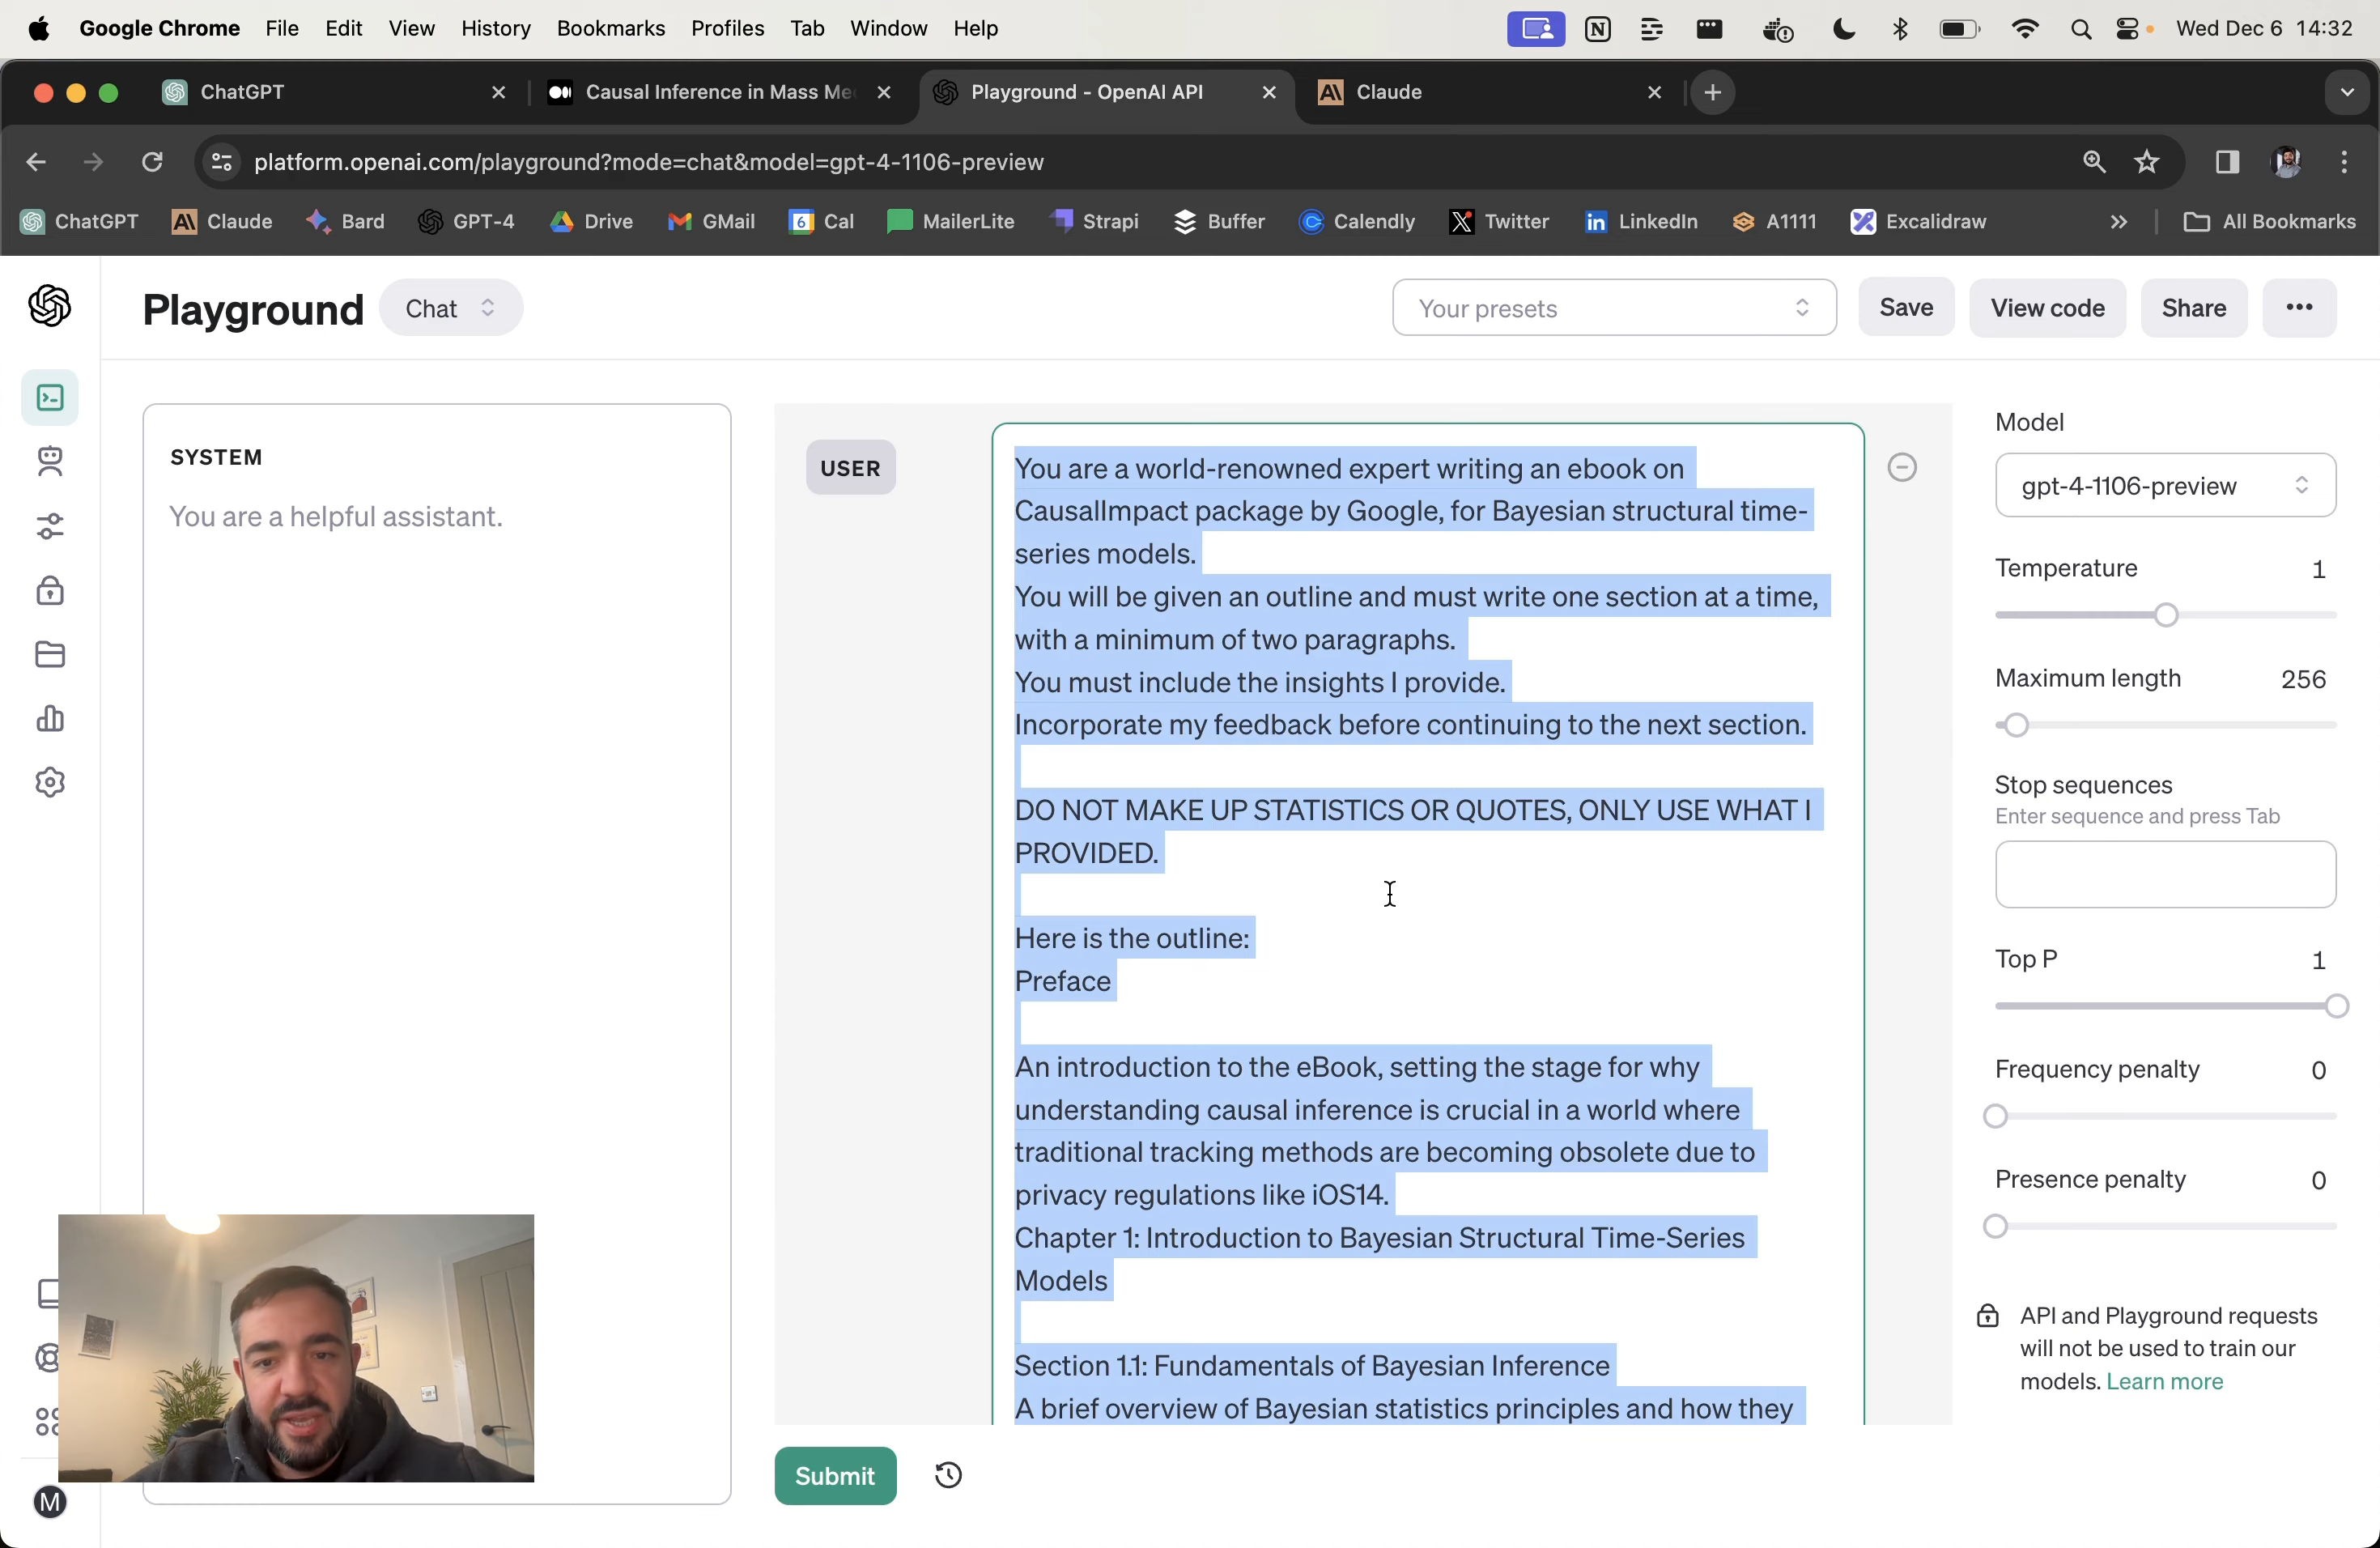 Google Chrome File Edit View History Bookmarks Profiles Tab Window Help Wed Dec 6 14:32
ChatGPT Causal Inference in Mass Me Playground - OpenAI API Claude
platform.openai.com/playground?mode=chat&model=gpt-4-1106-preview
ChatGPT Claude Bard GPT-4 Drive GMail 6 Cal MailerLite Strapi Buffer Calendly Twitter LinkedIn A1111 Excalidraw All Bookmarks
Playground Chat Your presets Save View code Share
SYSTEM
You are a helpful assistant.
USER
You are a world-renowned expert writing an ebook on
CausalImpact package by Google, for Bayesian structural time-
series models.
You will be given an outline and must write one section at a time,
with a minimum of two paragraphs.
You must include the insights I provide.
Incorporate my feedback before continuing to the next section.
DO NOT MAKE UP STATISTICS OR QUOTES, ONLY USE WHAT I
PROVIDED.
Here is the outline:
Preface
An introduction to the eBook, setting the stage for why
understanding causal inference is crucial in a world where
traditional tracking methods are becoming obsolete due to
privacy regulations like iOS14.
Chapter 1: Introduction to Bayesian Structural Time-Series
Models
Section 1.1: Fundamentals of Bayesian Inference
A brief overview of Bayesian statistics principles and how they
Submit
Model
gpt-4-1106-preview
Temperature 1
Maximum length 256
Stop sequences
Enter sequence and press Tab
Top P 1
Frequency penalty 0
Presence penalty 0
API and Playground requests
will not be used to train our
models. Learn more
M